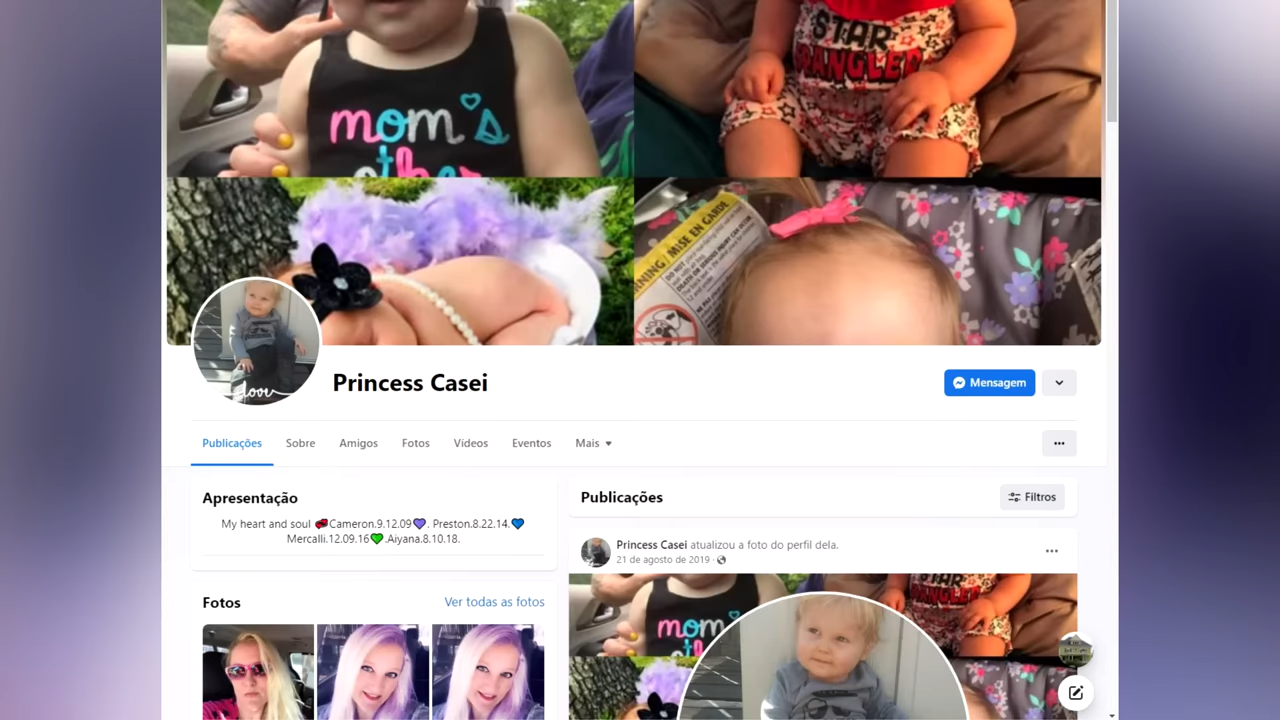 mom's
the
STAR
SPANGLED
WARNING / MISE EN GARDE
love
Princess Casei
Mensagem
Publicações
Sobre
Amigos
Fotos
Vídeos
Eventos
Mais
Apresentação
My heart and soul Cameron.9.12.09💜. Preston.8.22.14.💙
Mercalli.12.09.16💚.Aiyana.8.10.18.
Publicações
Filtros
Princess Casei atualizou a foto do perfil dela.
21 de agosto de 2019 ·
Fotos
Ver todas as fotos
STAR
SPANGLED
mom's